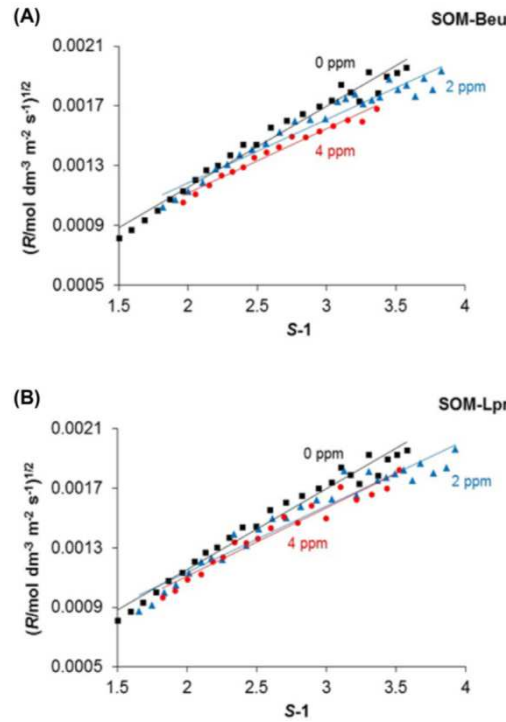 (A)
SOM-Beu
0.0021
0 ppm
0.0017
2 ppm
4 ppm
0.0013
0.0009
0.0005
(R/mol dm-3 m-2 s-1)1/2
1.5 2 2.5 3 3.5 4
S-1
(B)
SOM-Lpr
0.0021
0 ppm
0.0017
2 ppm
4 ppm
0.0013
0.0009
0.0005
(R/mol dm-3 m-2 s-1)1/2
1.5 2 2.5 3 3.5 4
S-1